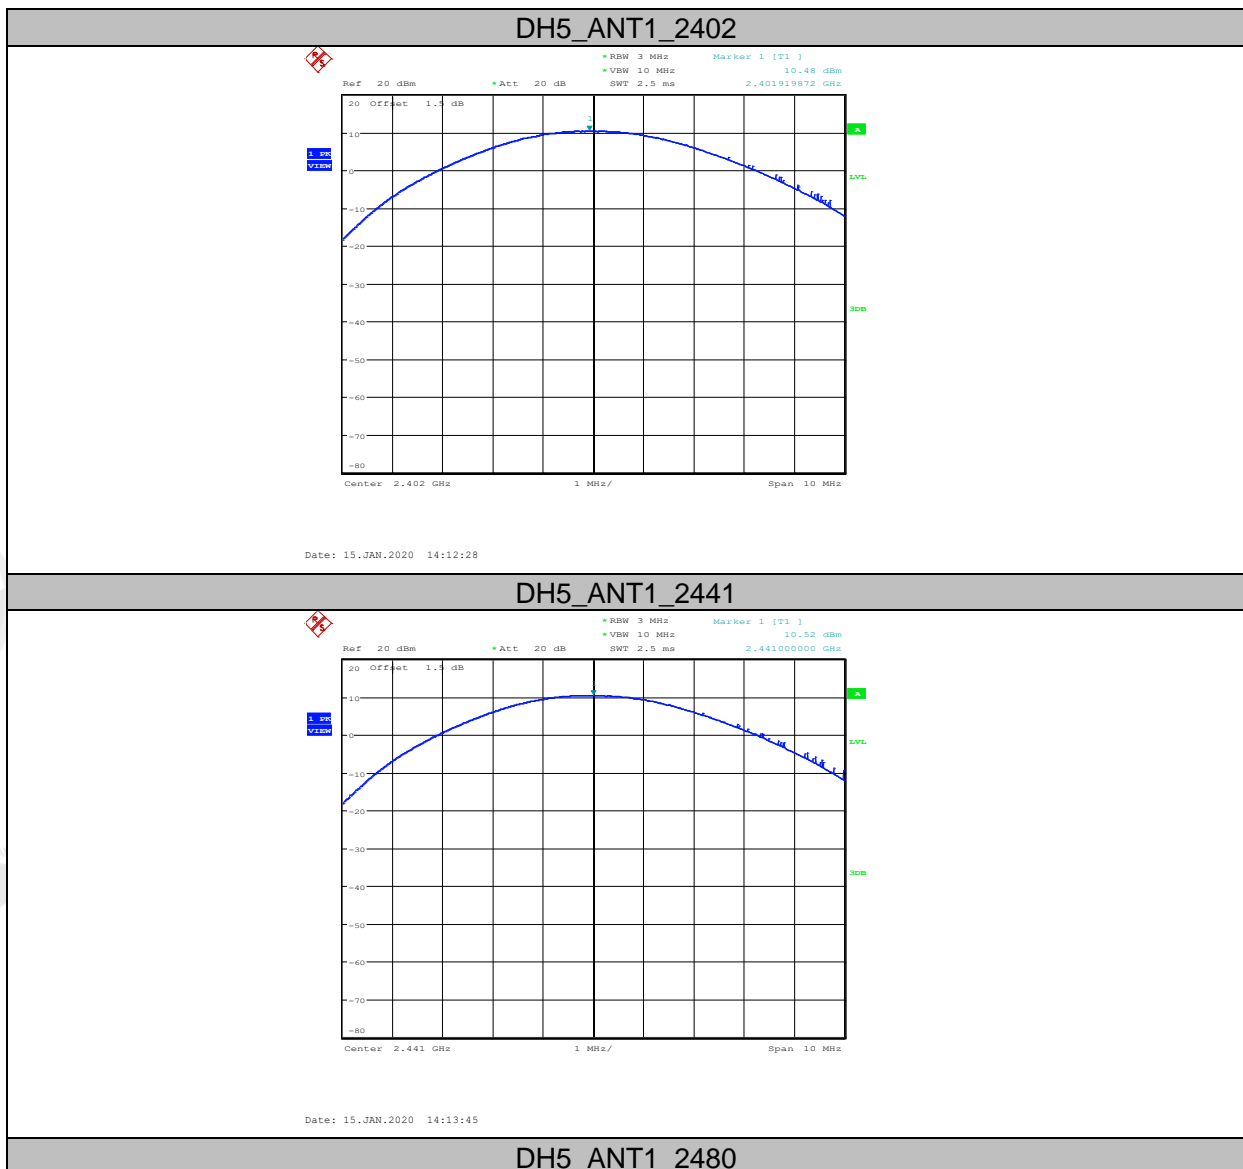 DH5_ANT1_2402
* RBW 3 MHz Marker 1 [T1 ]
* VBW 10 MHz 10.48 dBm
Ref 20 dBm * Att 20 dB SWT 2.5 ms 2.401919872 GHz
20 Offset 1.5 dB
1
A
10
1 PK
VIEW
0
LVL
-10
-20
-30
3DB
-40
-50
-60
-70
-80
Center 2.402 GHz 1 MHz/ Span 10 MHz
Date: 15.JAN.2020 14:12:28
DH5_ANT1_2441
* RBW 3 MHz Marker 1 [T1 ]
* VBW 10 MHz 10.52 dBm
Ref 20 dBm * Att 20 dB SWT 2.5 ms 2.441000000 GHz
20 Offset 1.5 dB
A
10
1 PK
VIEW
0
LVL
-10
-20
-30
3DB
-40
-50
-60
-70
-80
Center 2.441 GHz 1 MHz/ Span 10 MHz
Date: 15.JAN.2020 14:13:45
DH5_ANT1_2480